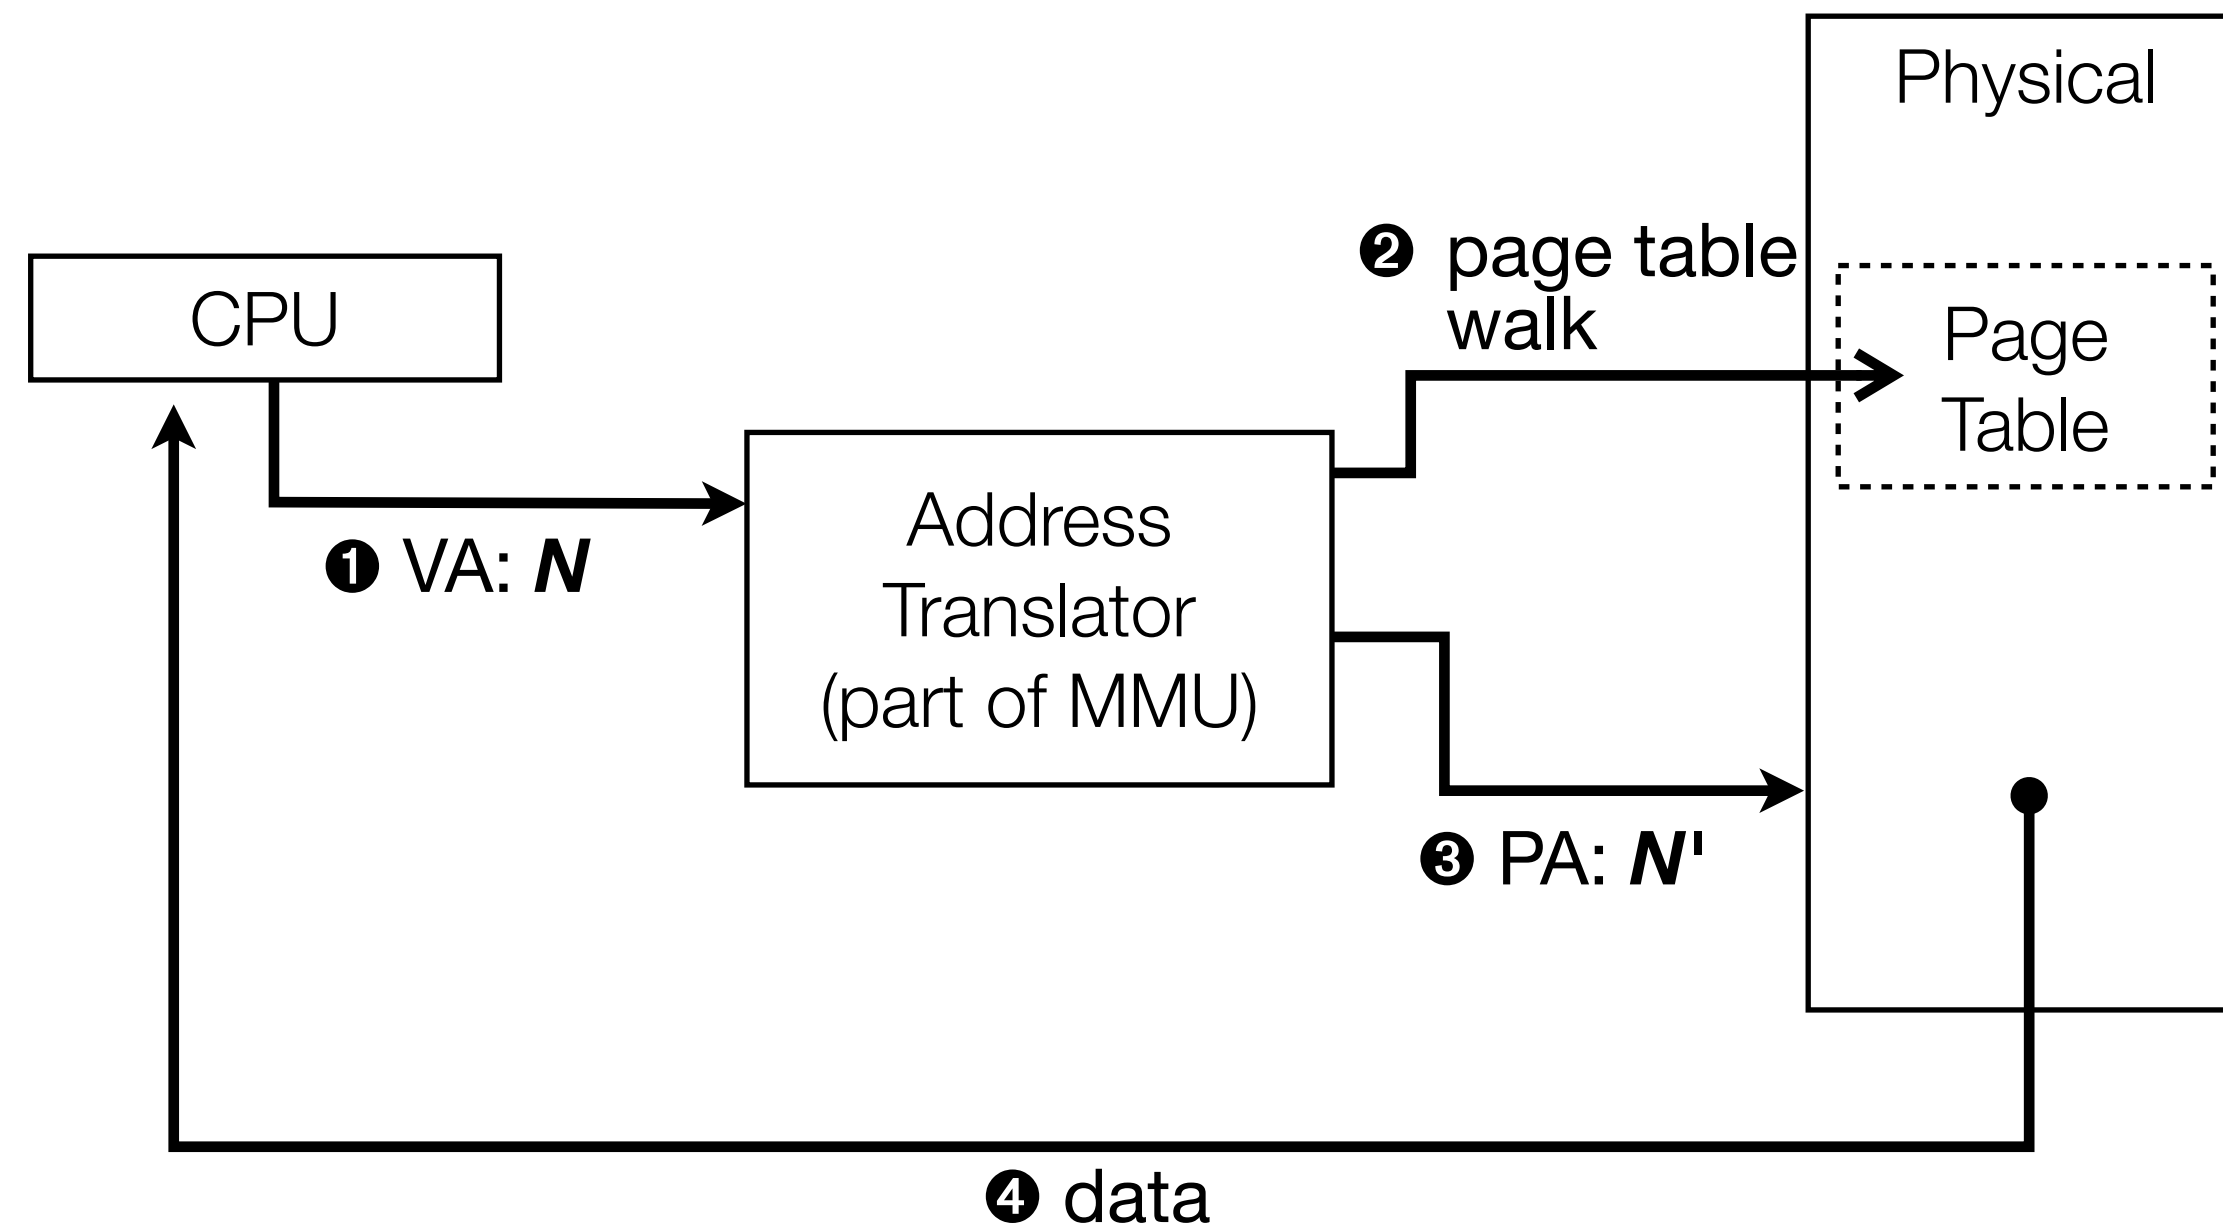 Physical
❷ page table
walk
CPU
Page
Table
Address
Translator
(part of MMU)
❶ VA: N
❸ PA: N'
❹ data